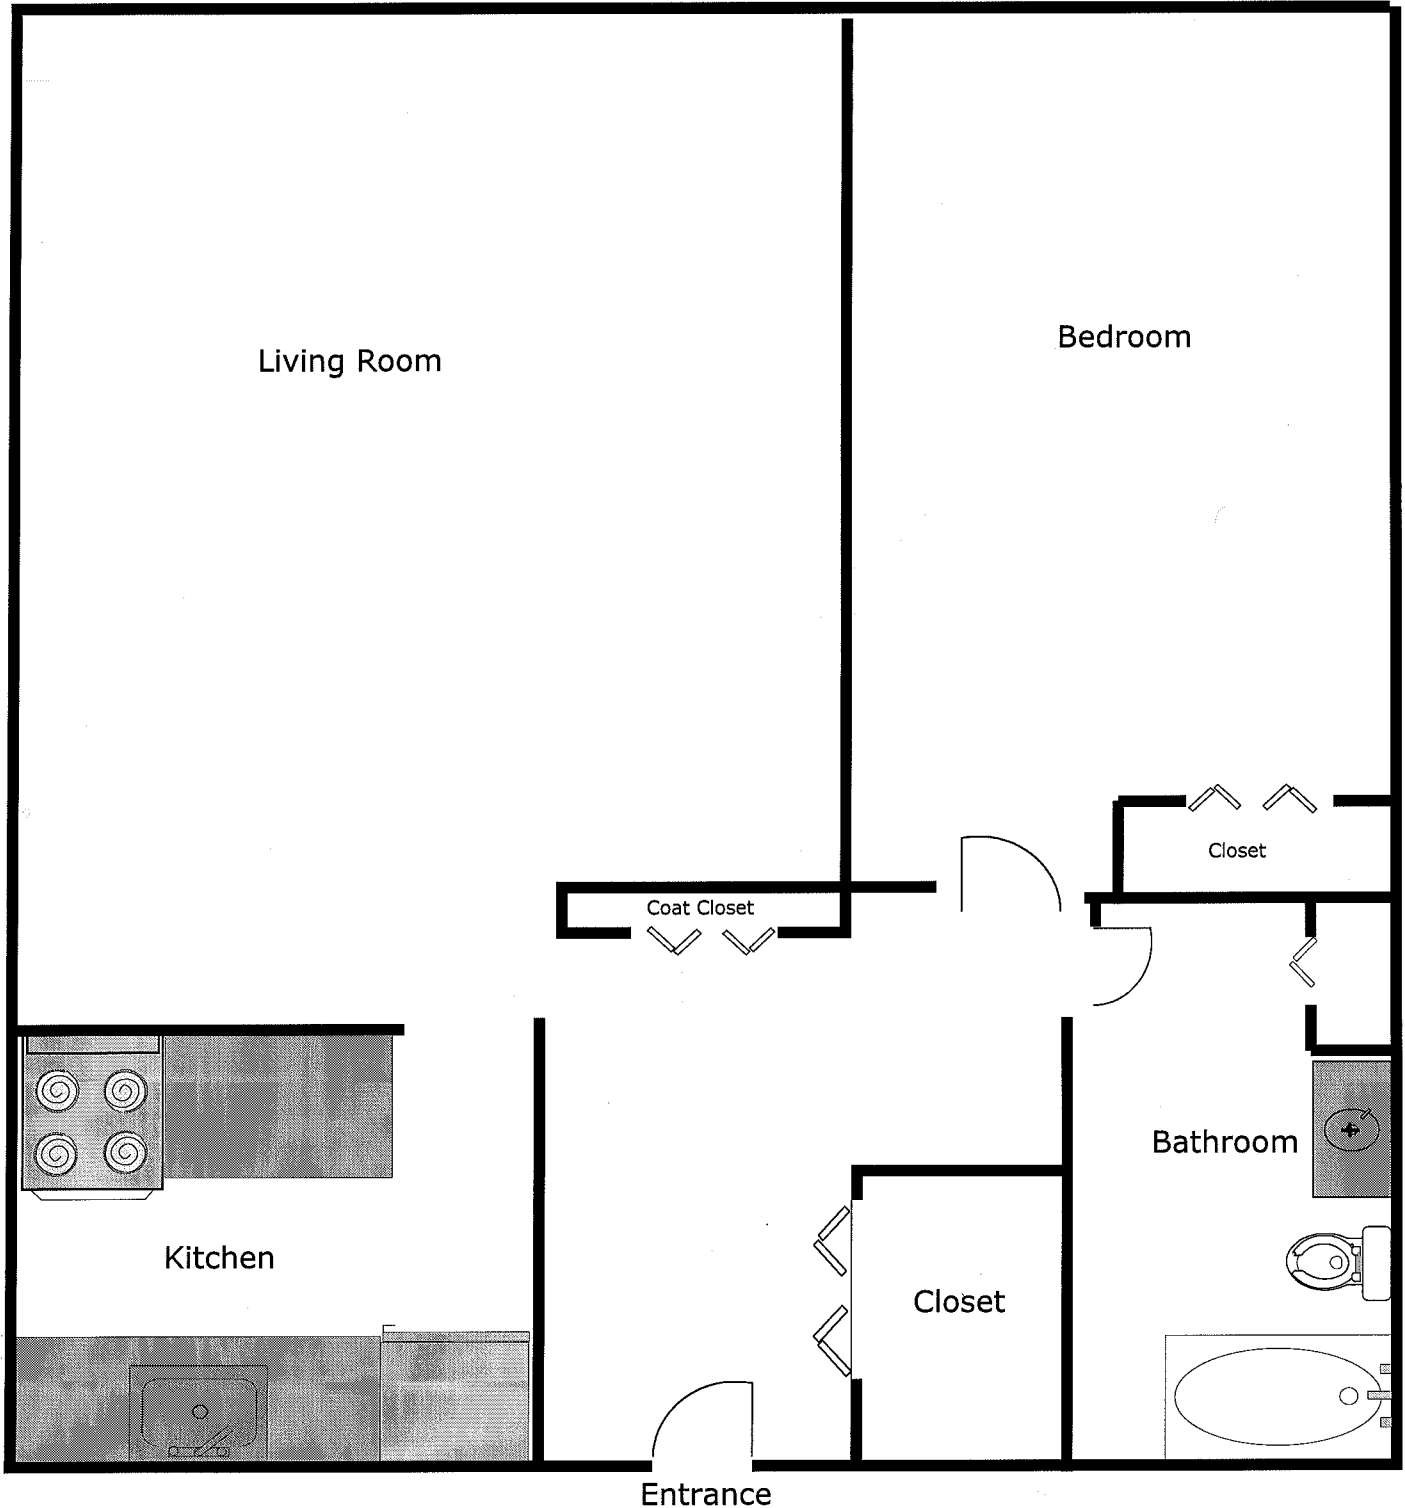 Bedroom
Living Room
Closet
Coat Closet
Bathroom
Kitchen
Closet
Entrance